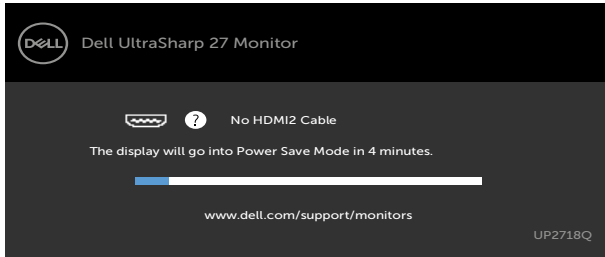 DELL Dell UltraSharp 27 Monitor
? No HDMI2 Cable
The display will go into Power Save Mode in 4 minutes.
www.dell.com/support/monitors
UP2718Q